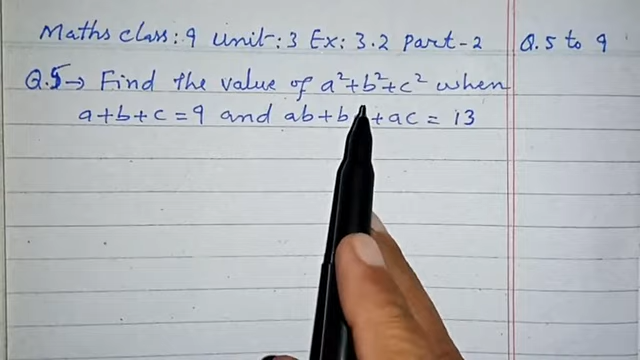 Maths class: 9 Unit: 3 Ex: 3.2 Part-2 Q.5 to 9
Q.5→ Find the value of a²+b²+c² when
a+b+c = 9 and ab+b +ac = 13